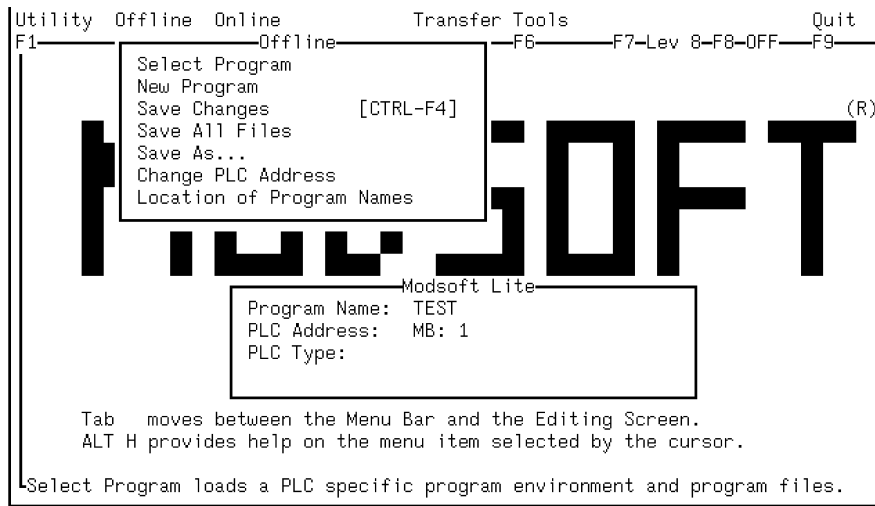 Utility Offline Online Transfer Tools Quit
F1 Offline F6 F7-Lev 8-F8-OFF F9
Select Program
New Program
Save Changes [CTRL-F4]
Save All Files
Save As...
Change PLC Address
Location of Program Names
(R)
Modsoft Lite
Program Name: TEST
PLC Address: MB: 1
PLC Type:
Tab moves between the Menu Bar and the Editing Screen.
ALT H provides help on the menu item selected by the cursor.
Select Program loads a PLC specific program environment and program files.